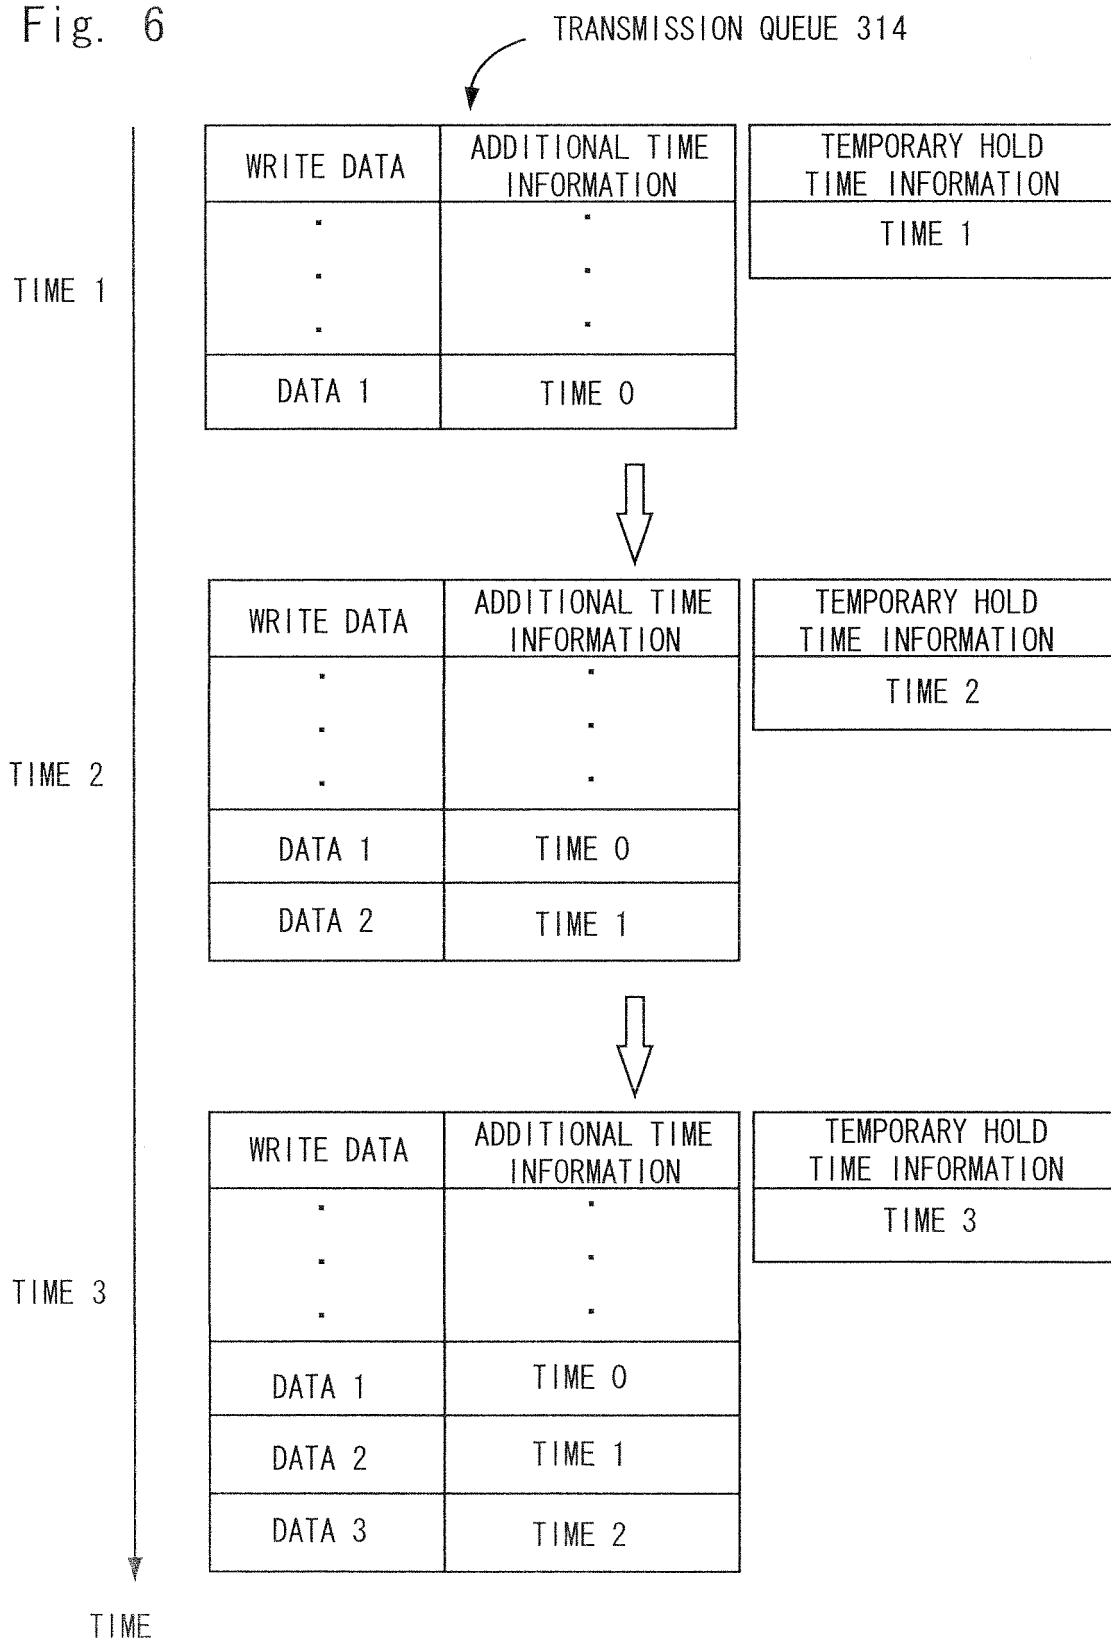 Fig. 6
TRANSMISSION QUEUE 314
WRITE DATA
ADDITIONAL TIME
INFORMATION
TEMPORARY HOLD
TIME INFORMATION
TIME 1
TIME 1
DATA 1
TIME 0
WRITE DATA
ADDITIONAL TIME
INFORMATION
TEMPORARY HOLD
TIME INFORMATION
TIME 2
TIME 2
DATA 1
TIME 0
DATA 2
TIME 1
WRITE DATA
ADDITIONAL TIME
INFORMATION
TEMPORARY HOLD
TIME INFORMATION
TIME 3
TIME 3
DATA 1
TIME 0
DATA 2
TIME 1
DATA 3
TIME 2
TIME